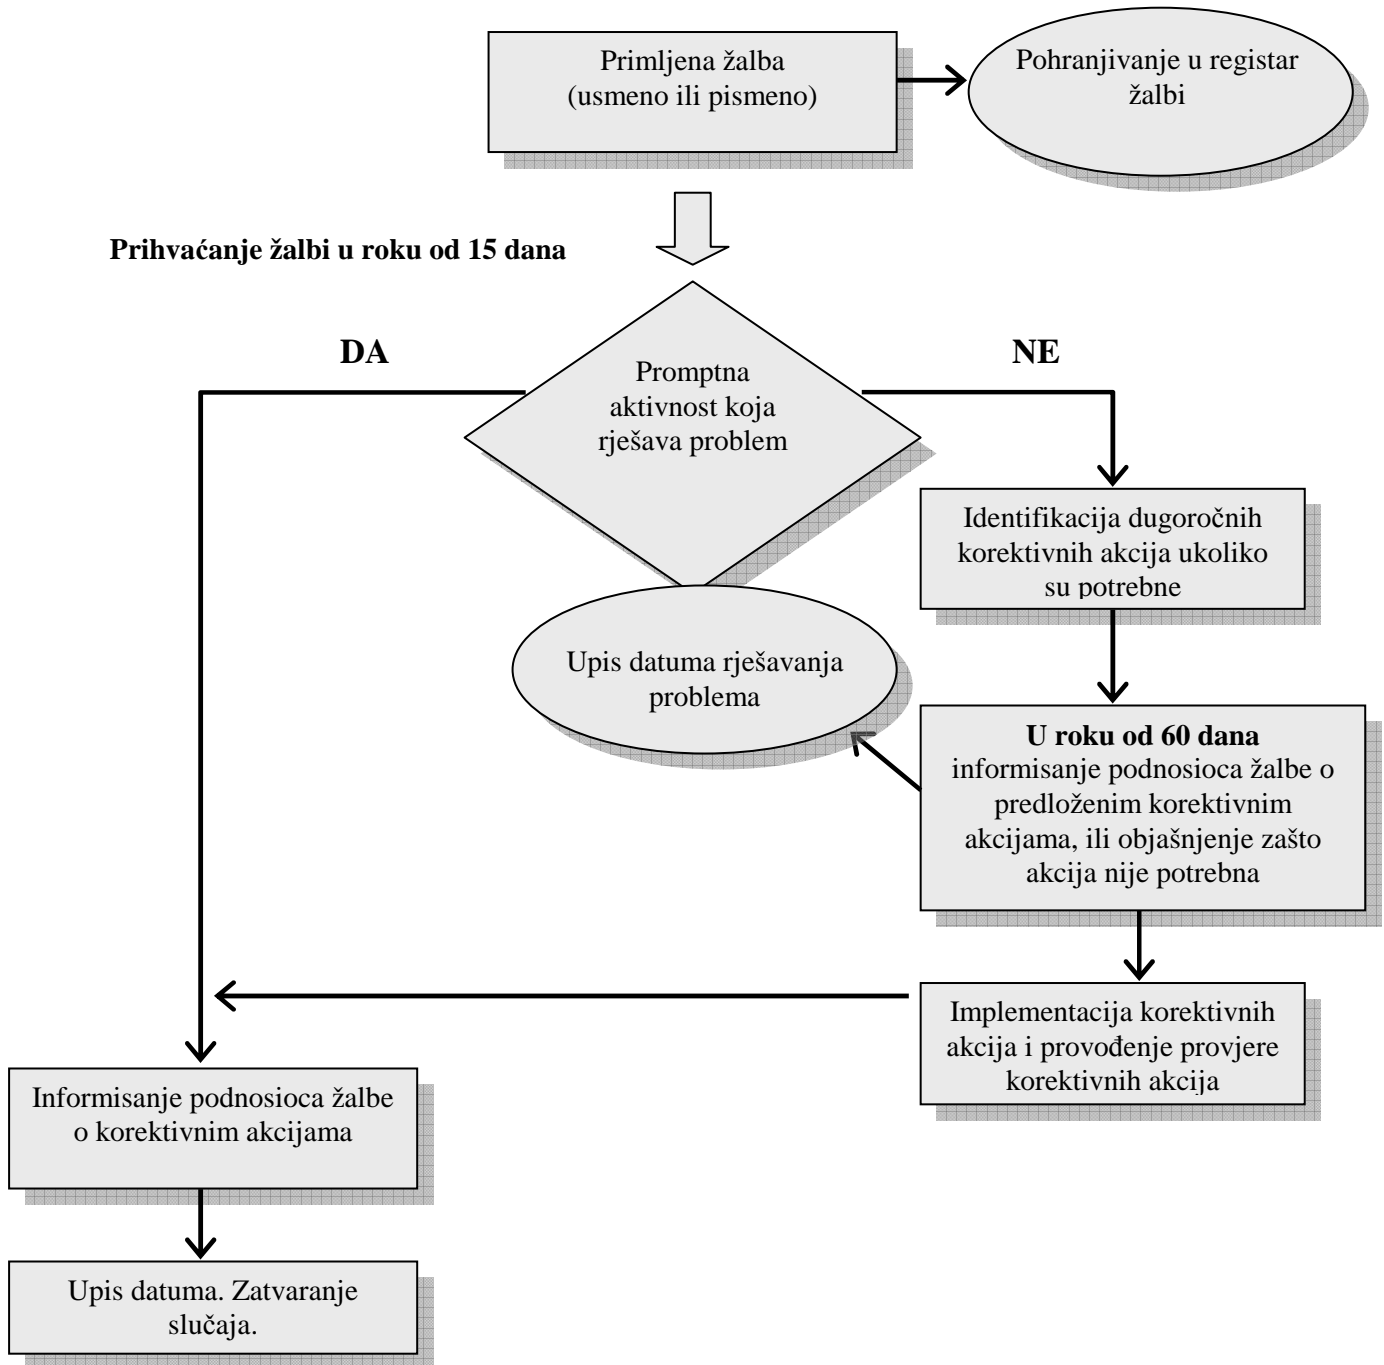 Primljena žalba
(usmeno ili pismeno)
Pohranjivanje u registar
žalbi
Prihvaćanje žalbi u roku od 15 dana
DA
NE
Promptna
aktivnost koja
rješava problem
Identifikacija dugoročnih
korektivnih akcija ukoliko
su potrebne
Upis datuma rješavanja
problema
U roku od 60 dana
informisanje podnosioca žalbe o
predloženim korektivnim
akcijama, ili objašnjenje zašto
akcija nije potrebna
Implementacija korektivnih
akcija i provođenje provjere
korektivnih akcija
Informisanje podnosioca žalbe
o korektivnim akcijama
Upis datuma. Zatvaranje
slučaja.